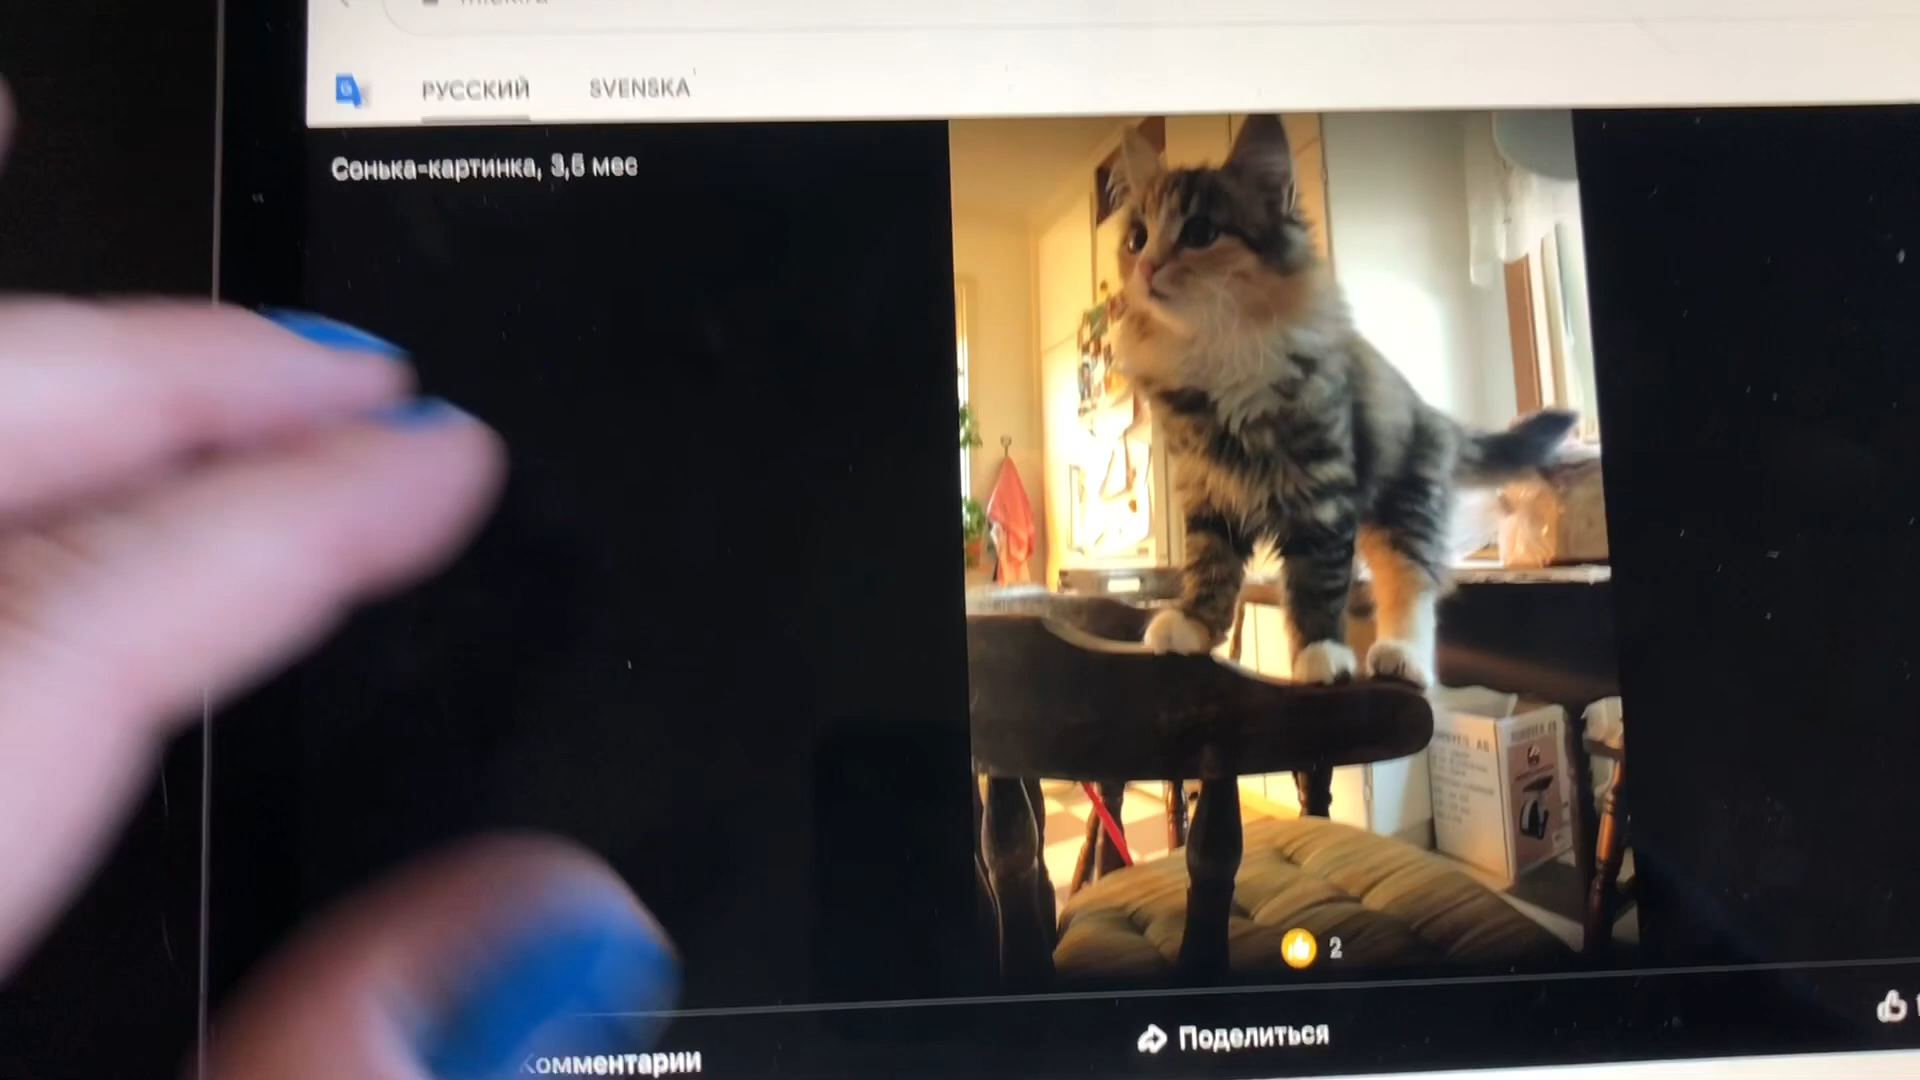 РУССКИЙ SVENSKA
Сонька-картинка, 3,5 мес
2
Поделиться
Комментарии